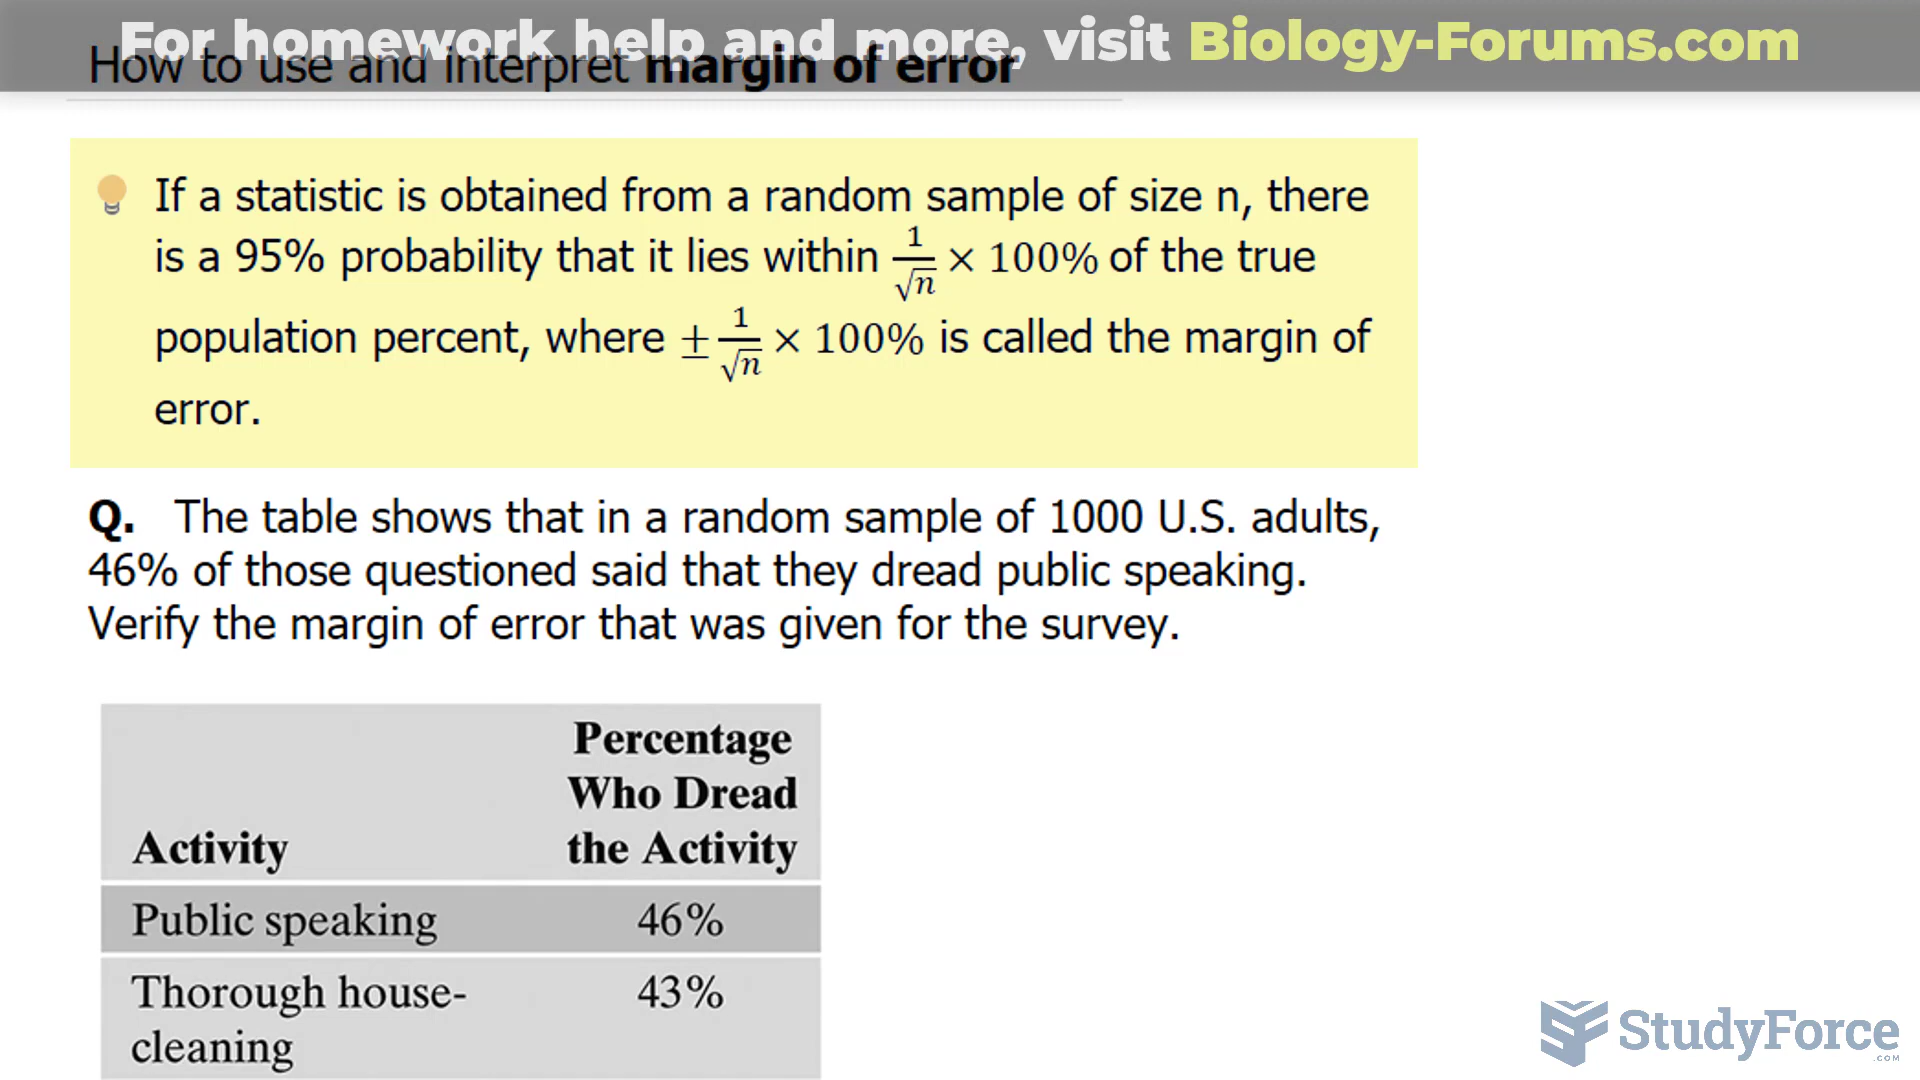 For homework help and more, visit Biology-Forums.com
How to use and interpret margin of error
If a statistic is obtained from a random sample of size n, there
is a 95% probability that it lies within 1/√n × 100% of the true
population percent, where ±1/√n × 100% is called the margin of
error.
Q. The table shows that in a random sample of 1000 U.S. adults,
46% of those questioned said that they dread public speaking.
Verify the margin of error that was given for the survey.
Percentage
Who Dread
Activity the Activity
Public speaking 46%
Thorough house- 43%
cleaning
StudyForce
.COM